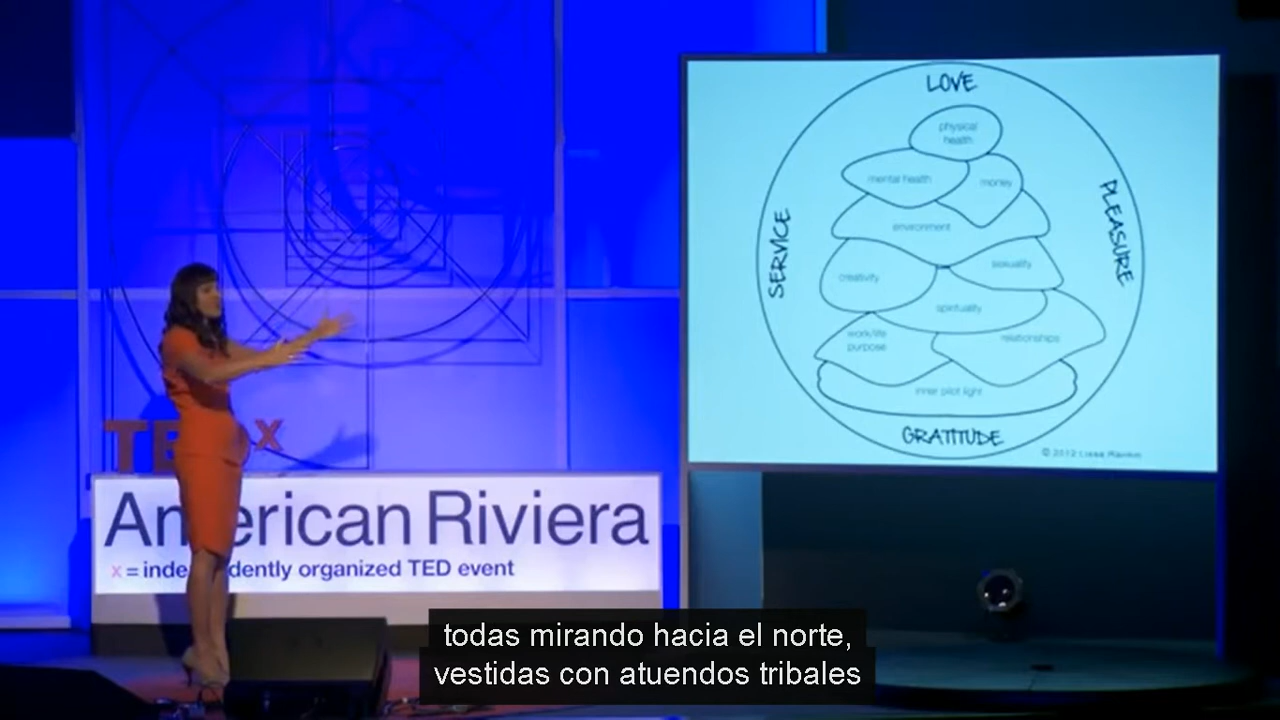 LOVE
physical
health
mental health
money
environment
SERVICE
PLEASURE
creativity
sexuality
spirituality
work/life
purpose
relationships
inner pilot light
GRATITUDE
© 2012 Lissa Rankin
TEDx
American Riviera
x = independently organized TED event
todas mirando hacia el norte,
vestidas con atuendos tribales